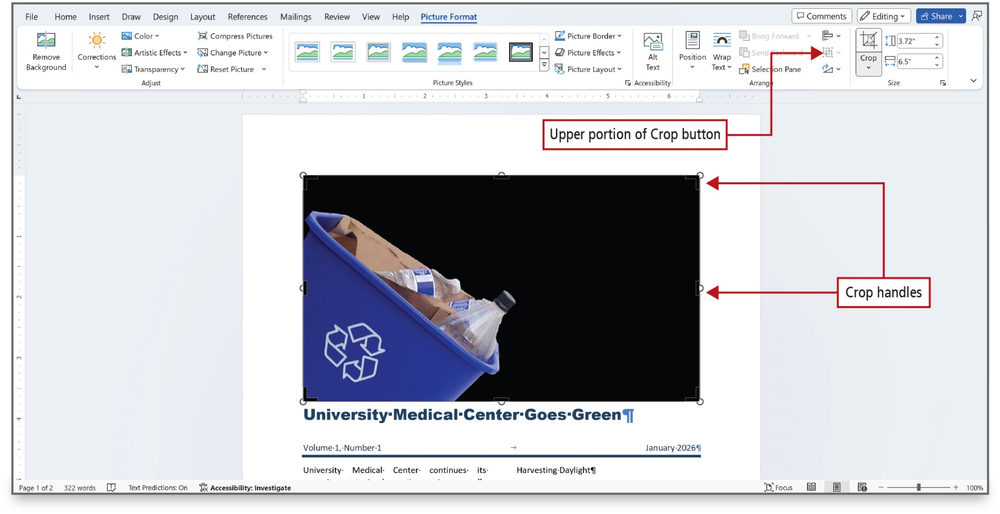 File Home Insert Draw Design Layout References Mailings Review View Help Picture Format Comments Editing Share
Remove Background
Corrections
Color
Artistic Effects
Transparency
Compress Pictures
Change Picture
Reset Picture
Adjust
Picture Styles
Picture Border
Picture Effects
Picture Layout
Alt Text
Accessibility
Position
Wrap Text
Bring Forward
Send Backward
Selection Pane
Arrange
Crop
3.72"
6.5"
Size
1 2 3 4 5 6
Upper portion of Crop button
Crop handles
1
2
3
4
University·Medical·Center·Goes·Green¶
Volume·1,·Number·1 → January·2026¶
University· Medical· Center· continues· its·
Harvesting·Daylight¶
Page 1 of 2 322 words Text Predictions: On Accessibility: Investigate Focus 100%